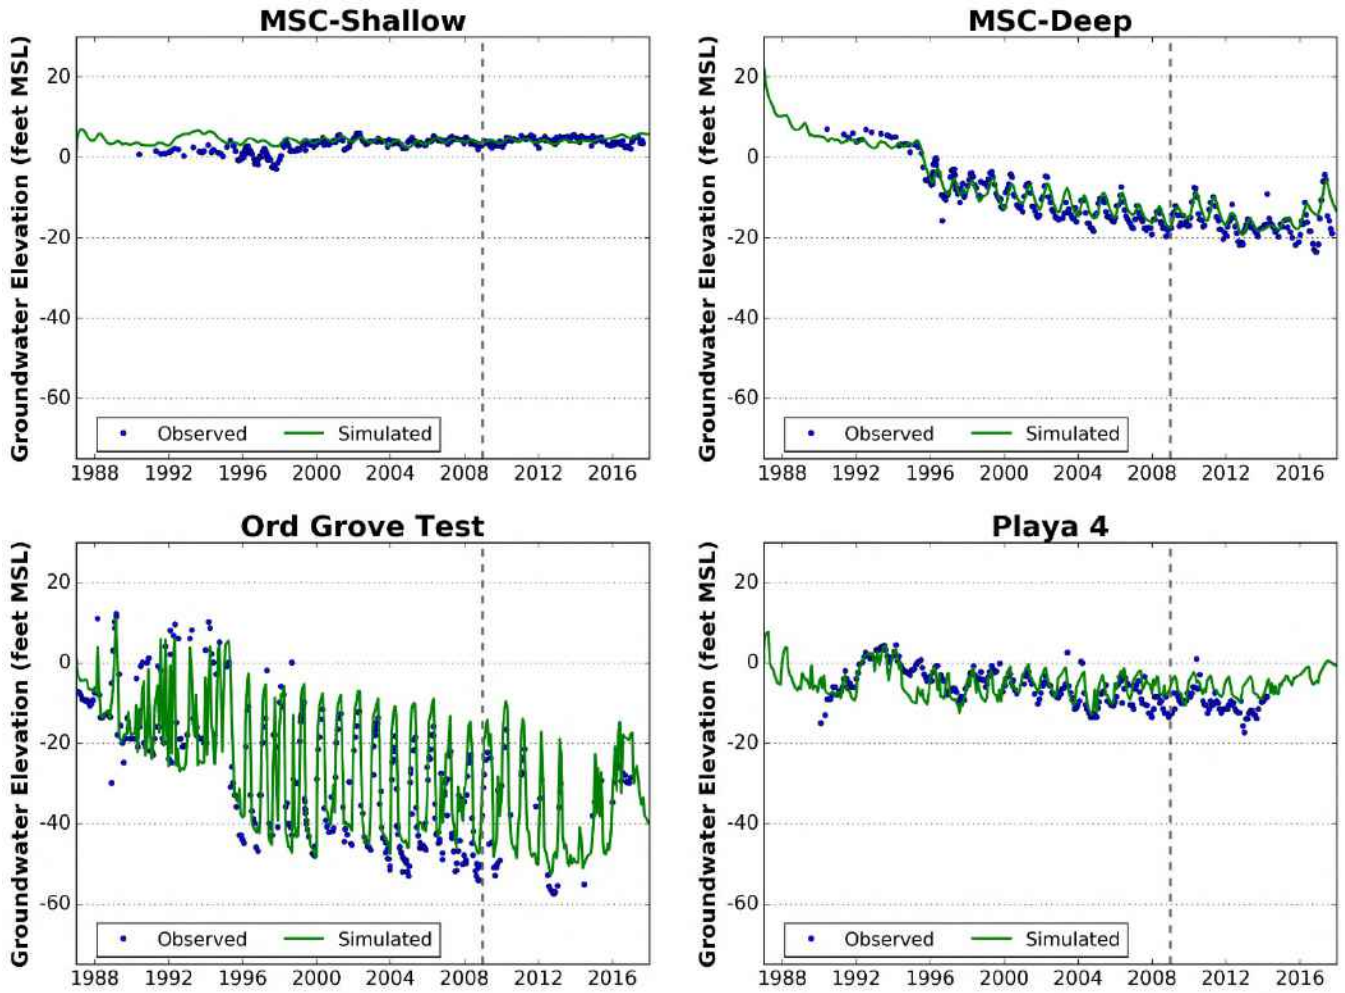 MSC-Shallow
Groundwater Elevation (feet MSL)
20
0
-20
-40
-60
Observed Simulated
1988 1992 1996 2000 2004 2008 2012 2016
MSC-Deep
Groundwater Elevation (feet MSL)
20
10
0
-20
-40
-60
Observed Simulated
1988 1992 1996 2000 2004 2008 2012 2016
Ord Grove Test
Groundwater Elevation (feet MSL)
20
0
-20
-40
-60
Observed Simulated
1988 1992 1996 2000 2004 2008 2012 2016
Playa 4
Groundwater Elevation (feet MSL)
20
0
-20
-40
-60
Observed Simulated
1988 1992 1996 2000 2004 2008 2012 2016